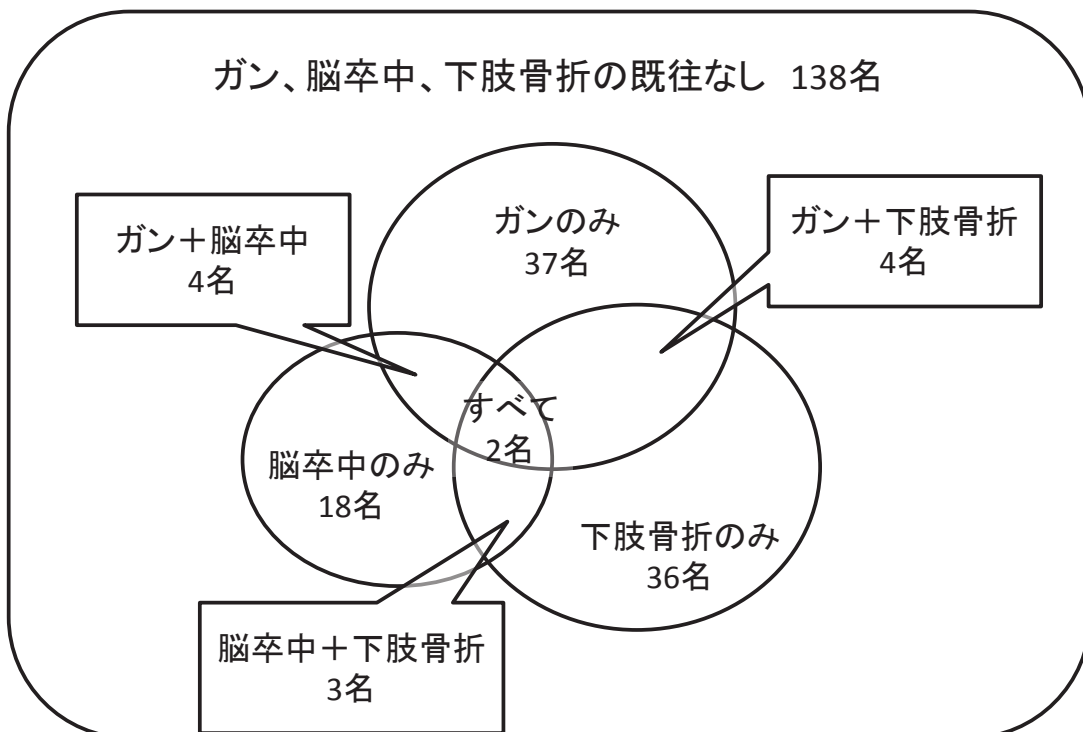 ガン、脳卒中、下肢骨折の既往なし 138名
ガンのみ
37名
ガン＋脳卒中
4名
ガン＋下肢骨折
4名
すべて
2名
脳卒中のみ
18名
下肢骨折のみ
36名
脳卒中＋下肢骨折
3名